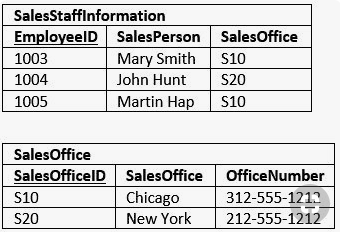 SalesStaffInformation
EmployeeID SalesPerson SalesOffice
1003 Mary Smith S10
1004 John Hunt S20
1005 Martin Hap S10
SalesOffice
SalesOfficeID SalesOffice OfficeNumber
S10 Chicago 312-555-1212
S20 New York 212-555-1212